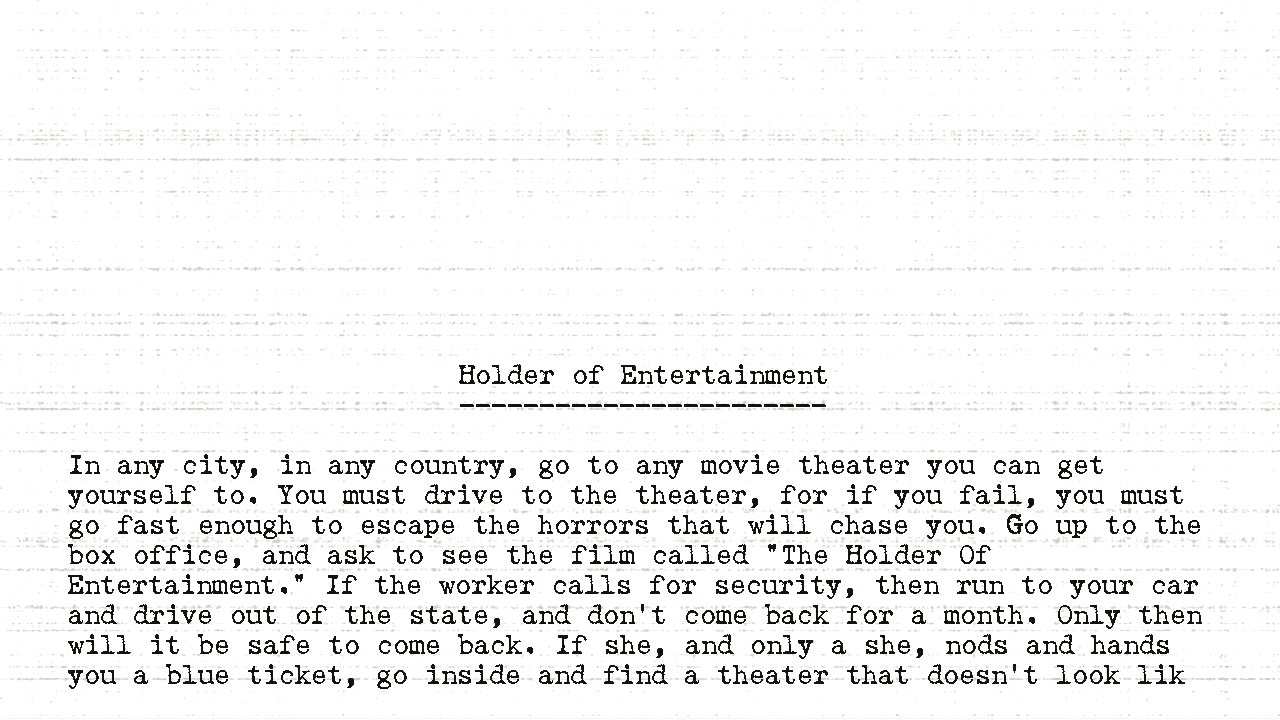 Holder of Entertainment
-----------------------
In any city, in any country, go to any movie theater you can get
yourself to. You must drive to the theater, for if you fail, you must
go fast enough to escape the horrors that will chase you. Go up to the
box office, and ask to see the film called "The Holder Of
Entertainment." If the worker calls for security, then run to your car
and drive out of the state, and don't come back for a month. Only then
will it be safe to come back. If she, and only a she, nods and hands
you a blue ticket, go inside and find a theater that doesn't look lik